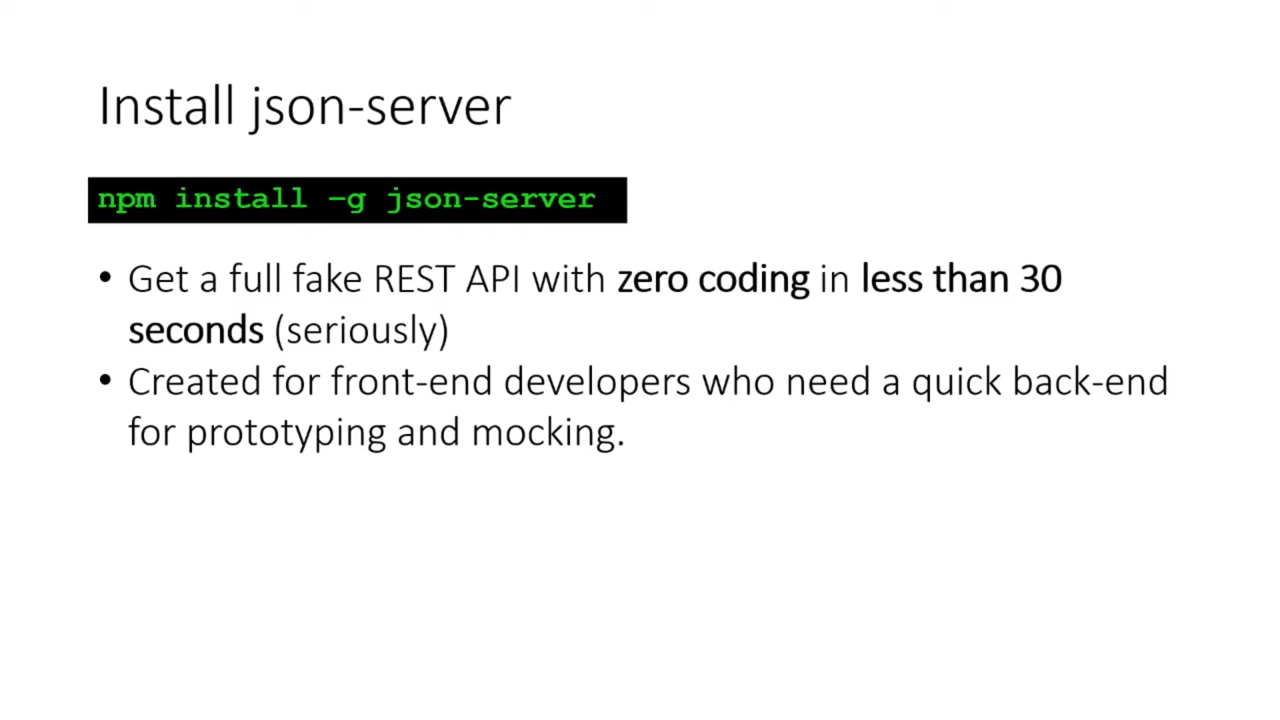 Install json-server
npm install –g json-server
• Get a full fake REST API with zero coding in less than 30
seconds (seriously)
• Created for front-end developers who need a quick back-end
for prototyping and mocking.